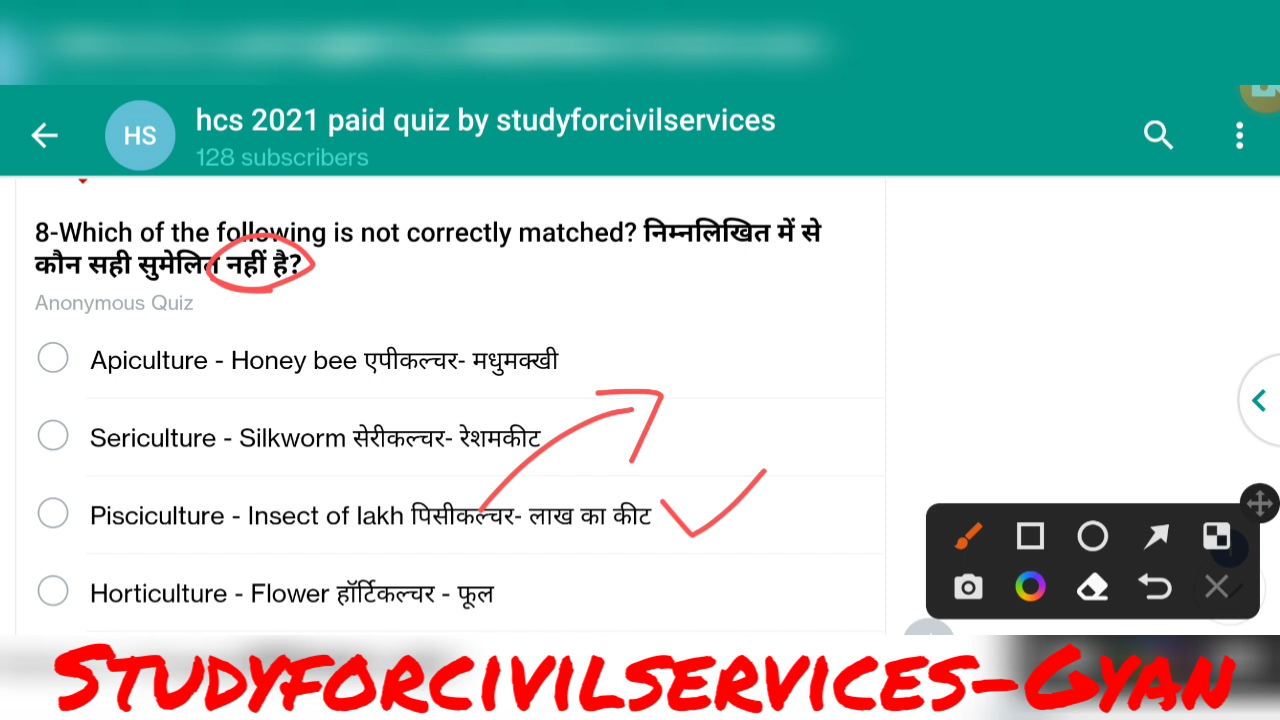 HS
hcs 2021 paid quiz by studyforcivilservices
128 subscribers
8-Which of the following is not correctly matched? निम्नलिखित में से
कौन सही सुमेलित नहीं है?
Anonymous Quiz
Apiculture - Honey bee एपीकल्चर- मधुमक्खी
Sericulture - Silkworm सेरीकल्चर- रेशमकीट
Pisciculture - Insect of lakh पिसीकल्चर- लाख का कीट
Horticulture - Flower हॉर्टिकल्चर - फूल
STUDYFORCIVILSERVICES-GYAN